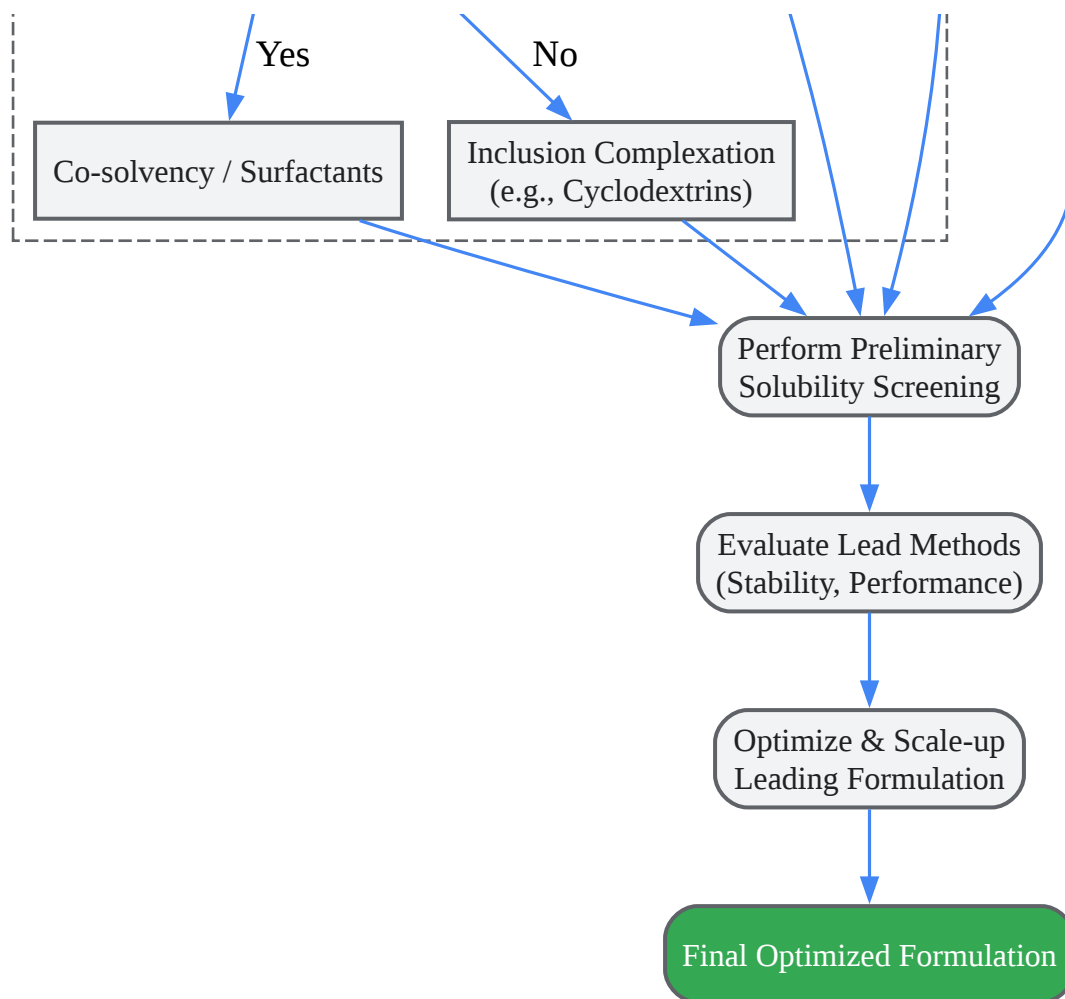 Yes
No
Co-solvency / Surfactants
Inclusion Complexation
(e.g., Cyclodextrins)
Perform Preliminary
Solubility Screening
Evaluate Lead Methods
(Stability, Performance)
Optimize & Scale-up
Leading Formulation
Final Optimized Formulation